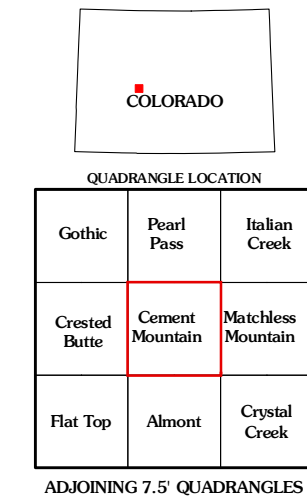 COLORADO
QUADRANGLE LOCATION
Gothic
Pearl
Pass
Italian
Creek
Crested
Butte
Cement
Mountain
Matchless
Mountain
Flat Top
Almont
Crystal
Creek
ADJOINING 7.5' QUADRANGLES